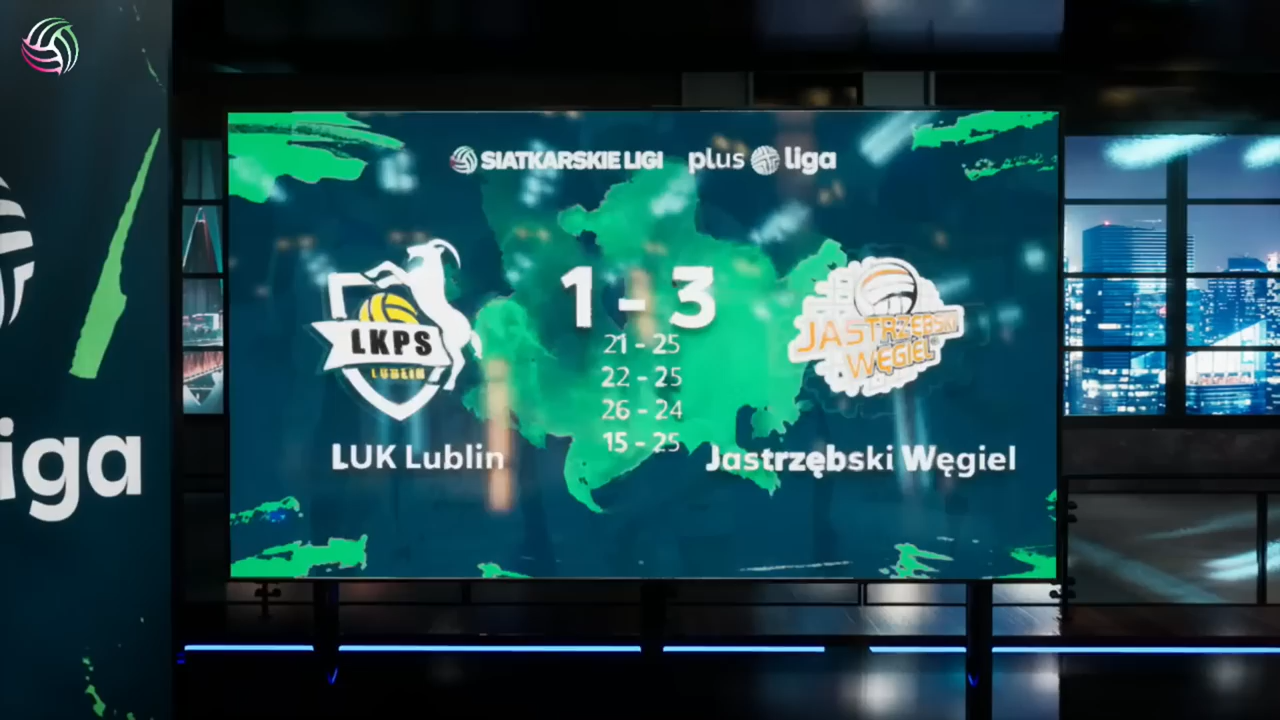 SIATKARSKIE LIGI plus liga
1 - 3
21 - 25
22 - 25
26 - 24
15 - 25
LKPS
LUBLIN
JASTRZĘBSKI
WĘGIEL
LUK Lublin
Jastrzębski Węgiel
liga